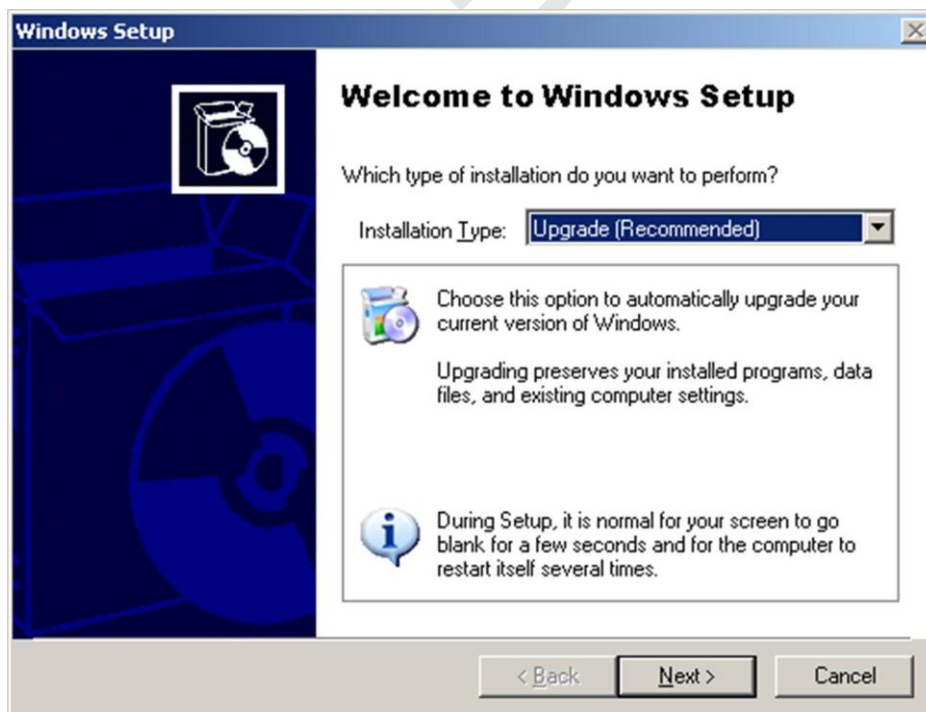 Windows Setup
Welcome to Windows Setup
Which type of installation do you want to perform?
Installation Type: Upgrade (Recommended)
Choose this option to automatically upgrade your
current version of Windows.
Upgrading preserves your installed programs, data
files, and existing computer settings.
During Setup, it is normal for your screen to go
blank for a few seconds and for the computer to
restart itself several times.
< Back Next > Cancel